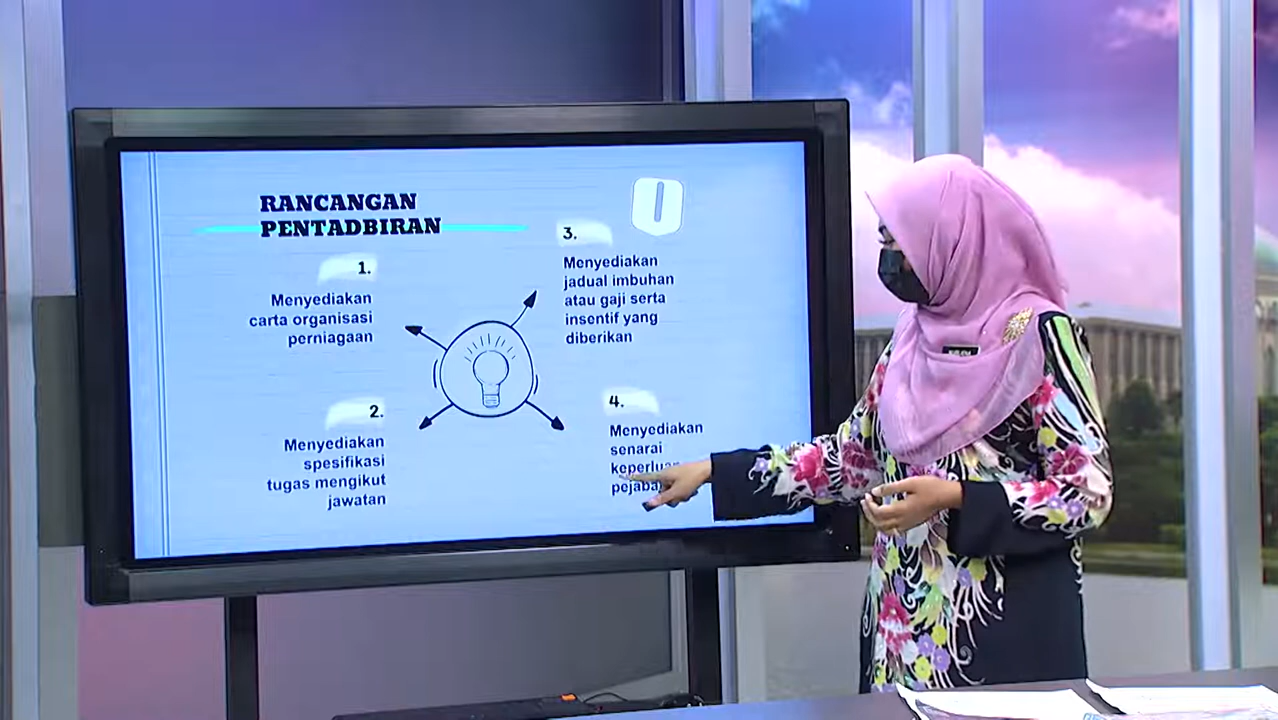 RANCANGAN
PENTADBIRAN
1.
Menyediakan
carta organisasi
perniagaan
2.
Menyediakan
spesifikasi
tugas mengikut
jawatan
3.
Menyediakan
jadual imbuhan
atau gaji serta
insentif yang
diberikan
4.
Menyediakan
senarai